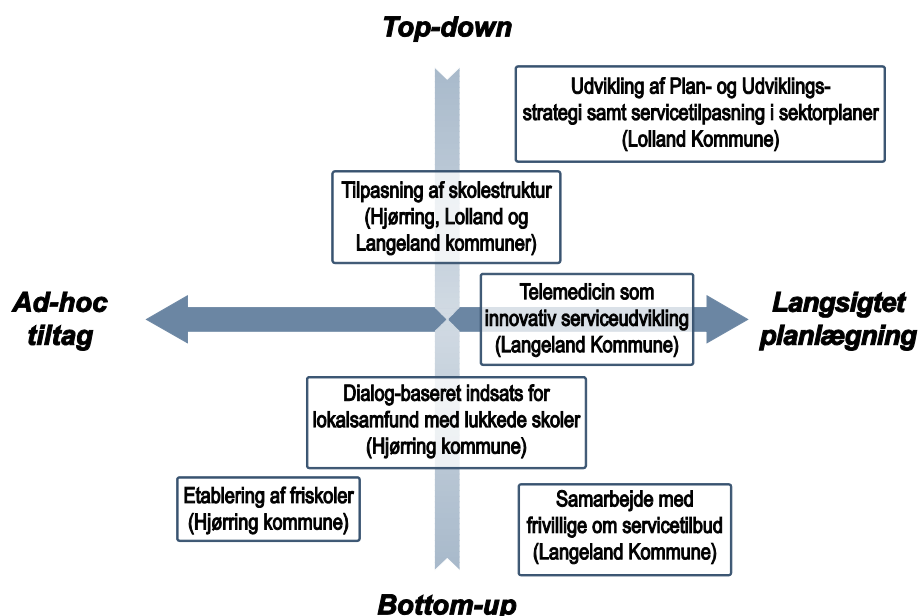 Top-down
Udvikling af Plan- og Udviklings-
strategi samt servicetilpasning i sektorplaner
(Lolland Kommune)
Tilpasning af skolestruktur
(Hjørring, Lolland og
Langeland kommuner)
Ad-hoc
tiltag
Telemedicin som
innovativ serviceudvikling
(Langeland Kommune)
Langsigtet
planlægning
Dialog-baseret indsats for
lokalsamfund med lukkede skoler
(Hjørring kommune)
Etablering af friskoler
(Hjørring kommune)
Samarbejde med
frivillige om servicetilbud
(Langeland Kommune)
Bottom-up